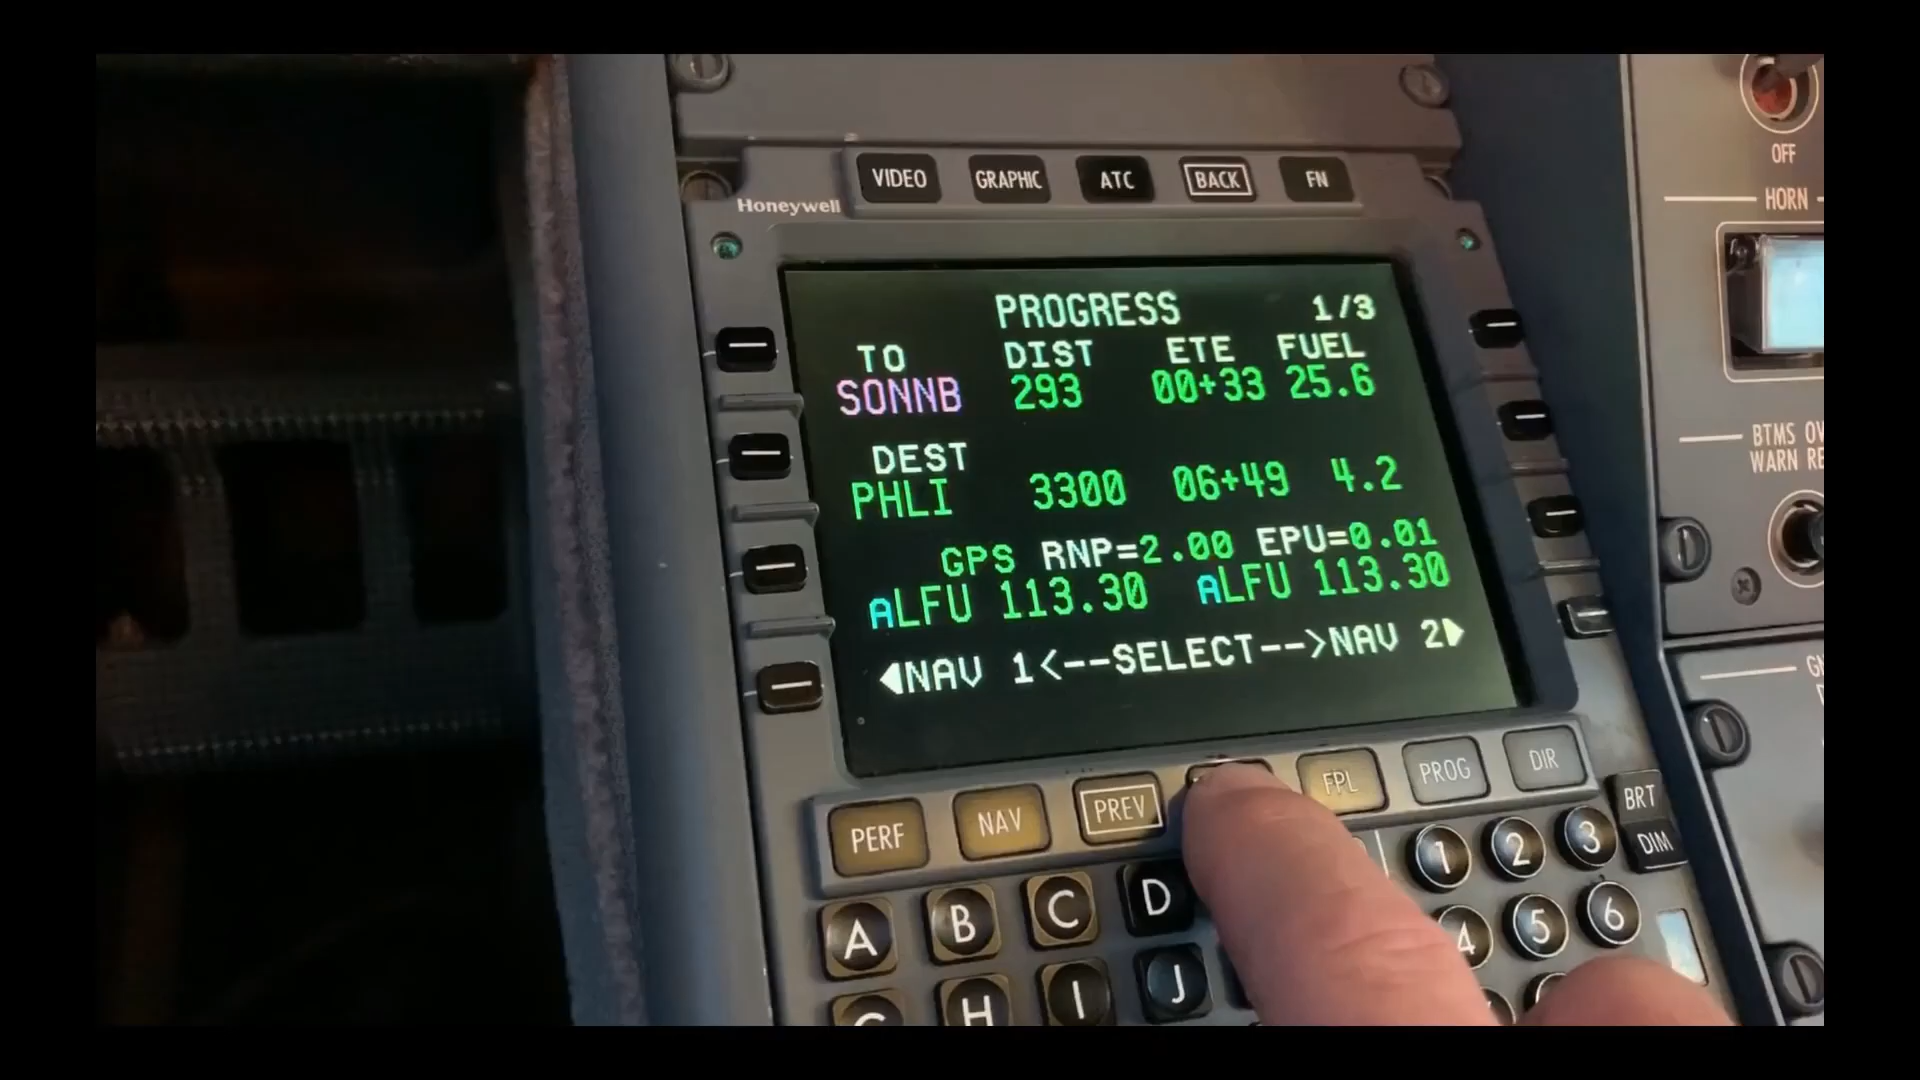 VIDEO GRAPHIC ATC BACK FN
OFF
Honeywell
HORN
PROGRESS 1/3
TO DIST ETE FUEL
SONNB 293 00+33 25.6
DEST
PHLI 3300 06+49 4.2
GPS RNP=2.00 EPU=0.01
ALFU 113.30 ALFU 113.30
◀NAV 1<--SELECT-->NAV 2▶
BTMS
WARN
PERF NAV PREV FPL PROG DIR
BRT
DIM
A B C D 1 2 3
H I J 4 5 6